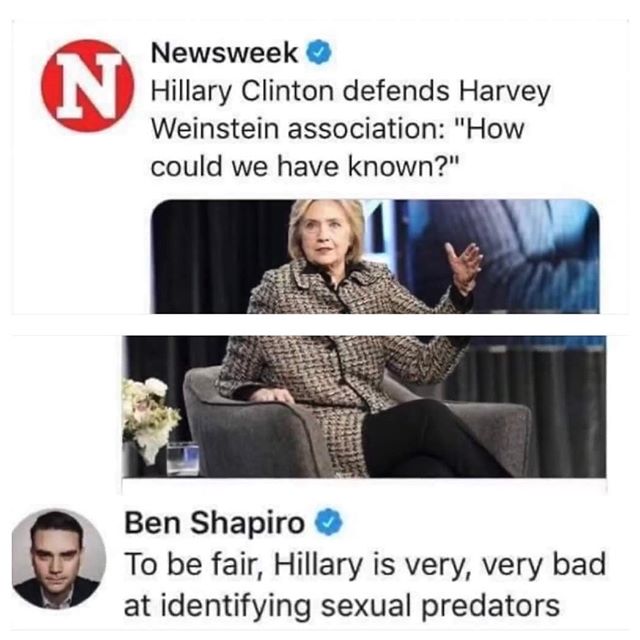 N
Newsweek
Hillary Clinton defends Harvey
Weinstein association: "How
could we have known?"
Ben Shapiro
To be fair, Hillary is very, very bad
at identifying sexual predators